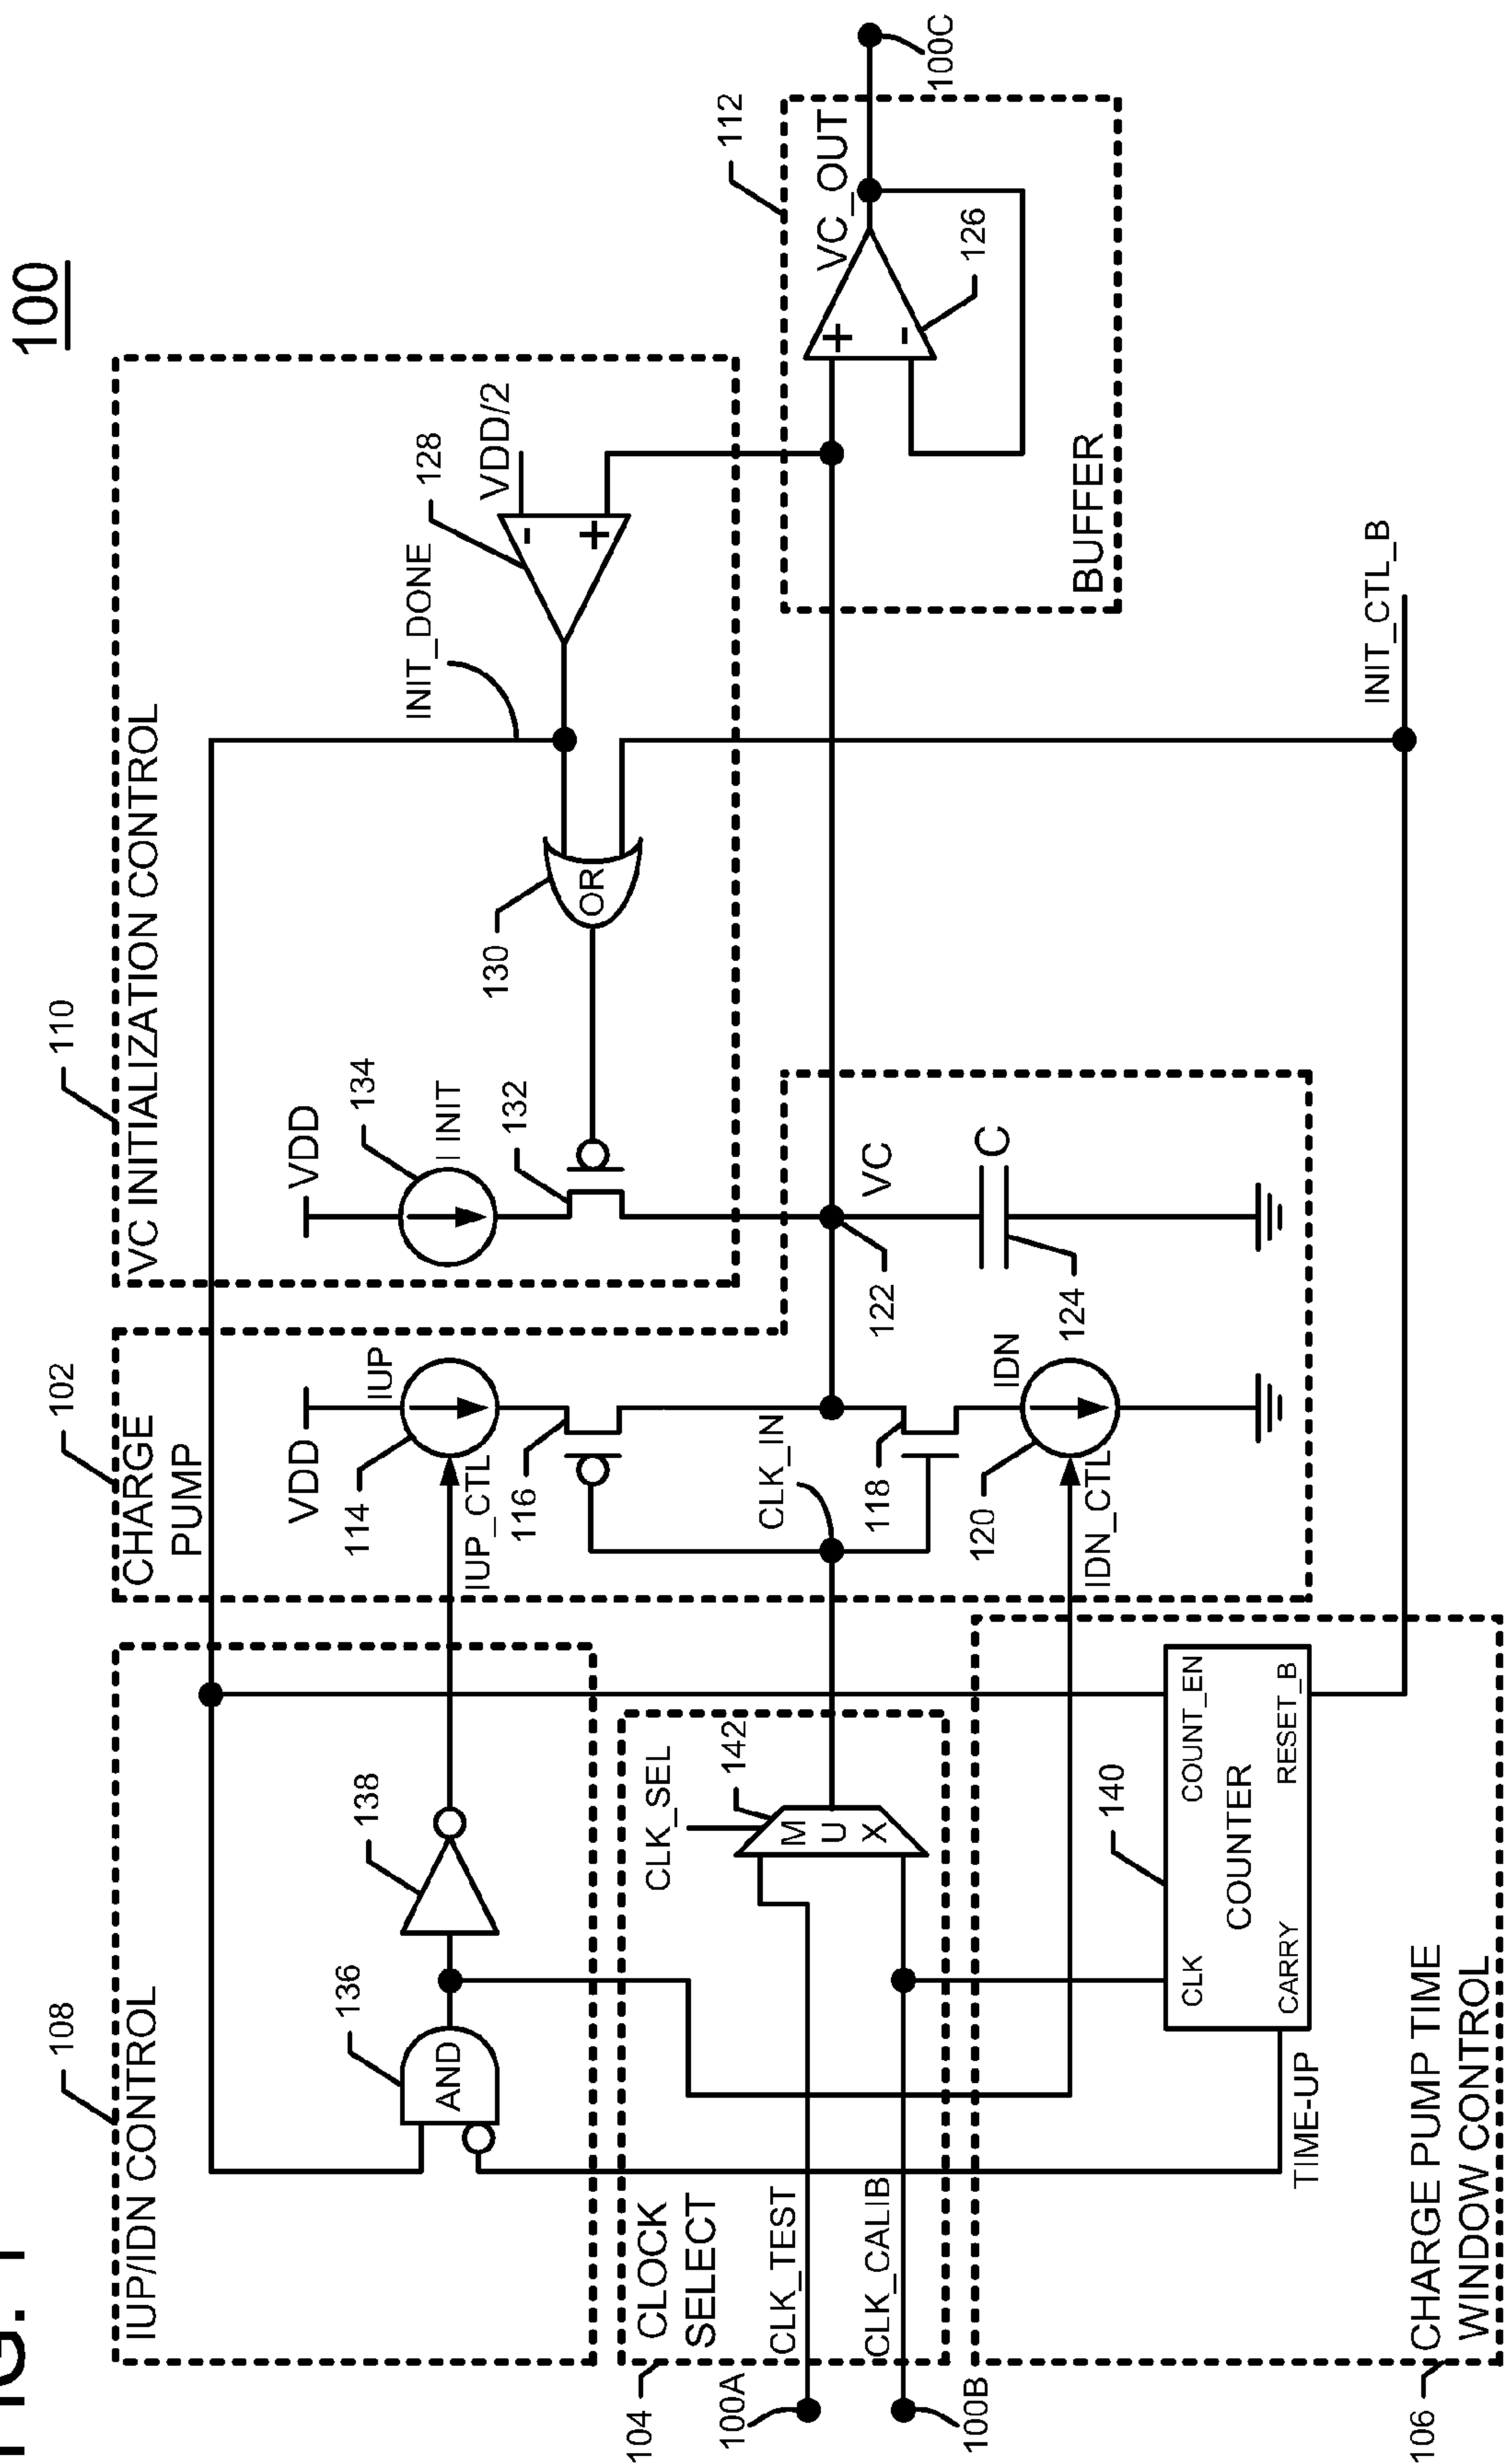 FIG. 1
100
108
IUP/IDN CONTROL
136
AND
138
102
CHARGE
PUMP
VDD
IUP
114
IUP_CTL
116
110
VC INITIALIZATION CONTROL
VDD
134
I INIT
132
130
OR
INIT_DONE
128
VDD/2
-
+
104
CLOCK
SELECT
CLK_SEL
142
M
U
X
100A
CLK_TEST
CLK_CALIB
100B
CLK_IN
118
IDN
120
IDN_CTL
VC
122
C
124
112
VC_OUT
+
-
126
BUFFER
100C
106
CHARGE PUMP TIME
WINDOW CONTROL
TIME-UP
140
CLK
COUNT_EN
COUNTER
CARRY
RESET_B
INIT_CTL_B